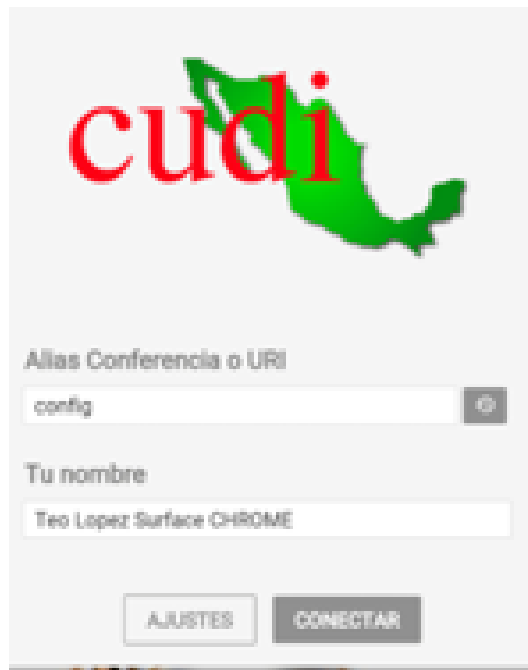 cudi
Alias Conferencia o URI
config
Tu nombre
Teo Lopez Surface CHROME
AJUSTES
CONECTAR